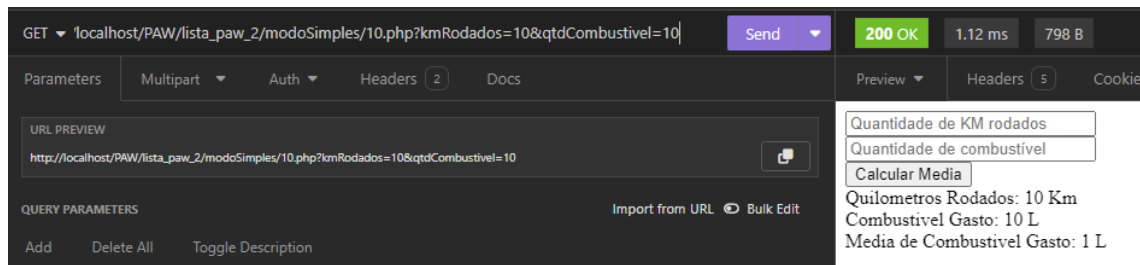 GET localhost/PAW/lista_paw_2/modoSimples/10.php?kmRodados=10&qtdCombustivel=10 Send 200 OK 1.12 ms 798 B
Parameters Multipart Auth Headers 2 Docs Preview Headers 5 Cookie
URL PREVIEW
http://localhost/PAW/lista_paw_2/modoSimples/10.php?kmRodados=10&qtdCombustivel=10
QUERY PARAMETERS Import from URL Bulk Edit
Add Delete All Toggle Description
Quantidade de KM rodados
Quantidade de combustível
Calcular Media
Quilometros Rodados: 10 Km
Combustivel Gasto: 10 L
Media de Combustivel Gasto: 1 L